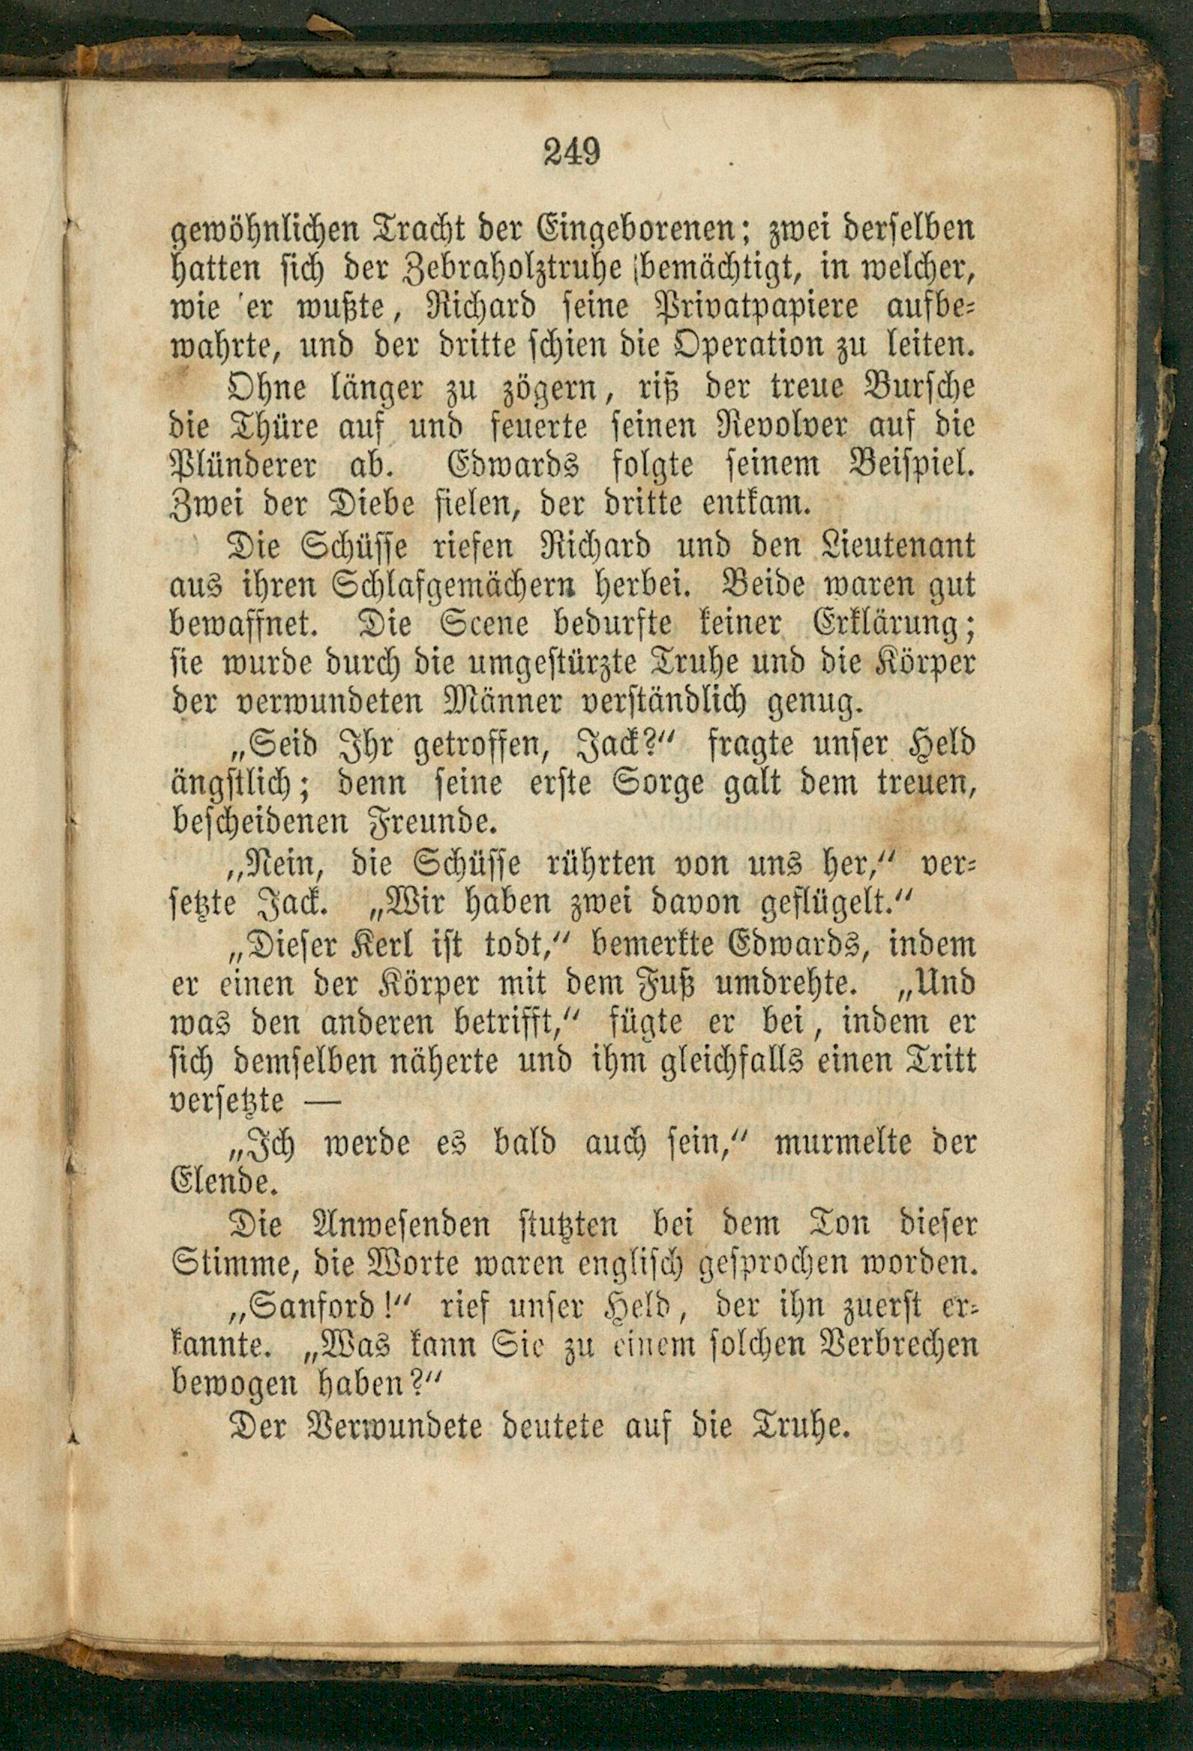 249
gewöhnlichen Tracht der Eingeborenen; zwei derselben
hatten sich der Zebraholztruhe bemächtigt, in welcher,
wie er wußte, Richard seine Privatpapiere aufbe-
wahrte, und der dritte schien die Operation zu leiten.
Ohne länger zu zögern, riß der treue Bursche
die Thüre auf und feuerte seinen Revolver auf die
Plünderer ab. Edwards folgte seinem Beispiel.
Zwei der Diebe fielen, der dritte entkam.
Die Schüsse riefen Richard und den Lieutenant
aus ihren Schlafgemächern herbei. Beide waren gut
bewaffnet. Die Scene bedurfte keiner Erklärung;
sie wurde durch die umgestürzte Truhe und die Körper
der verwundeten Männer verständlich genug.
„Seid Ihr getroffen, Jack?“ fragte unser Held
ängstlich; denn seine erste Sorge galt dem treuen,
bescheidenen Freunde.
„Nein, die Schüsse rührten von uns her,“ ver-
setzte Jack. „Wir haben zwei davon geflügelt.“
„Dieser Kerl ist todt,“ bemerkte Edwards, indem
er einen der Körper mit dem Fuß umdrehte. „Und
was den anderen betrifft,“ fügte er bei, indem er
sich demselben näherte und ihm gleichfalls einen Tritt
versetzte —
„Ich werde es bald auch sein,“ murmelte der
Elende.
Die Anwesenden stutzten bei dem Ton dieser
Stimme, die Worte waren englisch gesprochen worden.
„Sanford!“ rief unser Held, der ihn zuerst er-
kannte. „Was kann Sie zu einem solchen Verbrechen
bewogen haben?“
Der Verwundete deutete auf die Truhe.